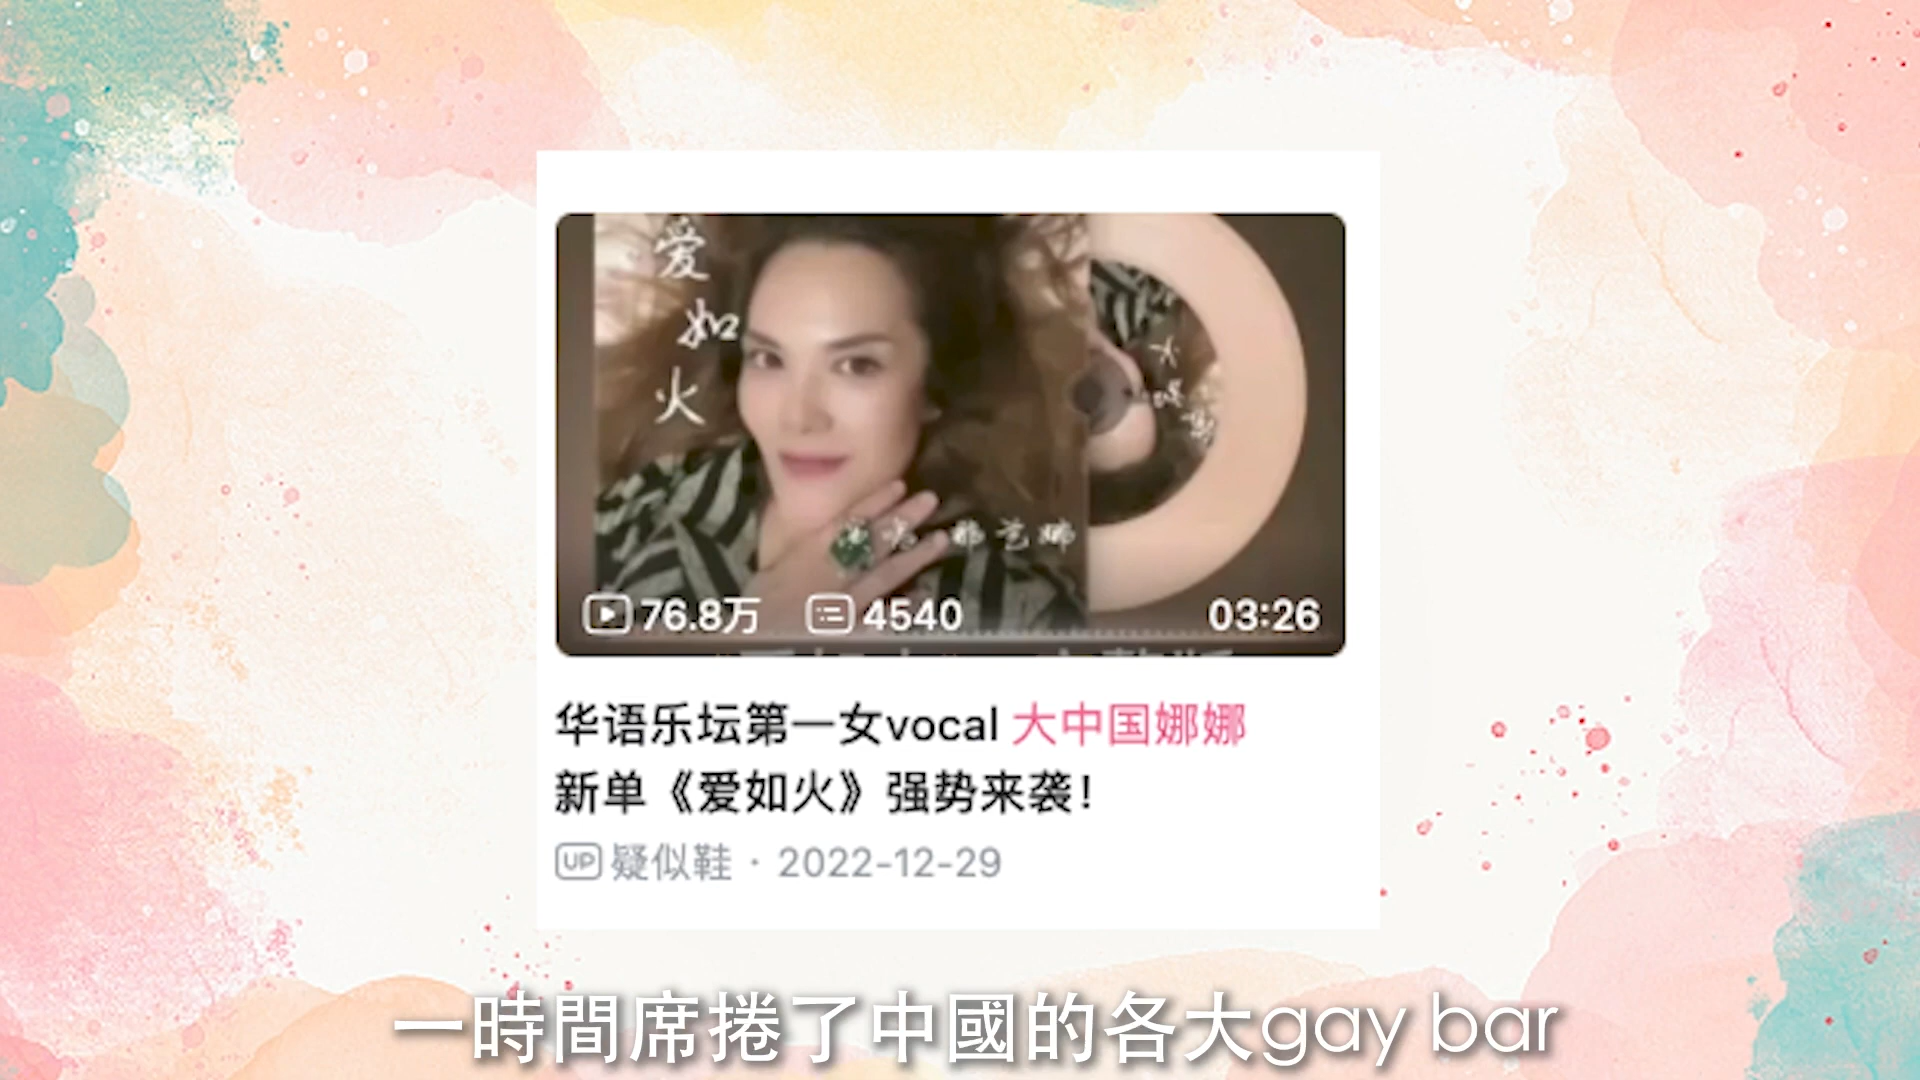 爱
如
火
那艺娜
76.8万 4540 03:26
华语乐坛第一女vocal 大中国娜娜
新单《爱如火》强势来袭!
UP 疑似鞋 · 2022-12-29
一時間席捲了中國的各大gay bar